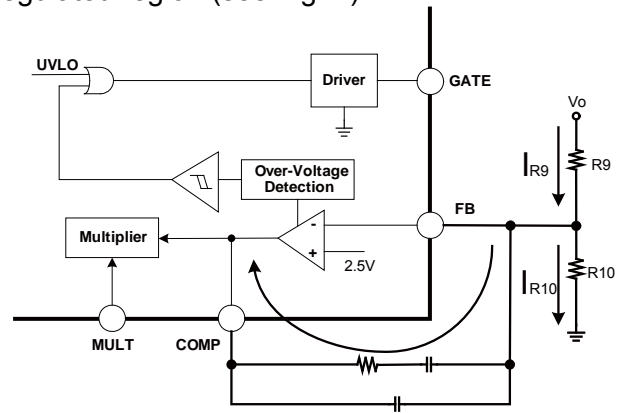 UVLO
Driver
GATE
Vo
IR9
R9
Over-Voltage
Detection
FB
Multiplier
-
+
2.5V
IR10
R10
MULT
COMP